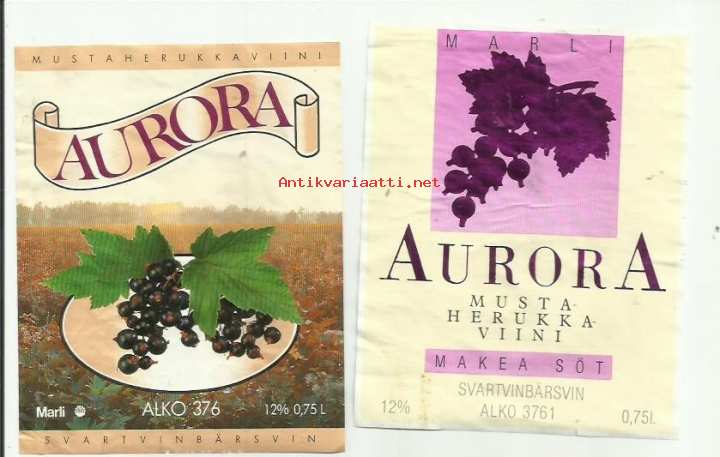 MUSTAHERUKKAVIINI
AURORA
Marli
ALKO 376
12% 0,75 L
SVARTVINBÄRSVIN
Antikvariaatti.net
MARLI
AURORA
MUSTA-
HERUKKA-
VIINI
MAKEA SÖT
SVARTVINBÄRSVIN
12%
ALKO 3761
0,75l.